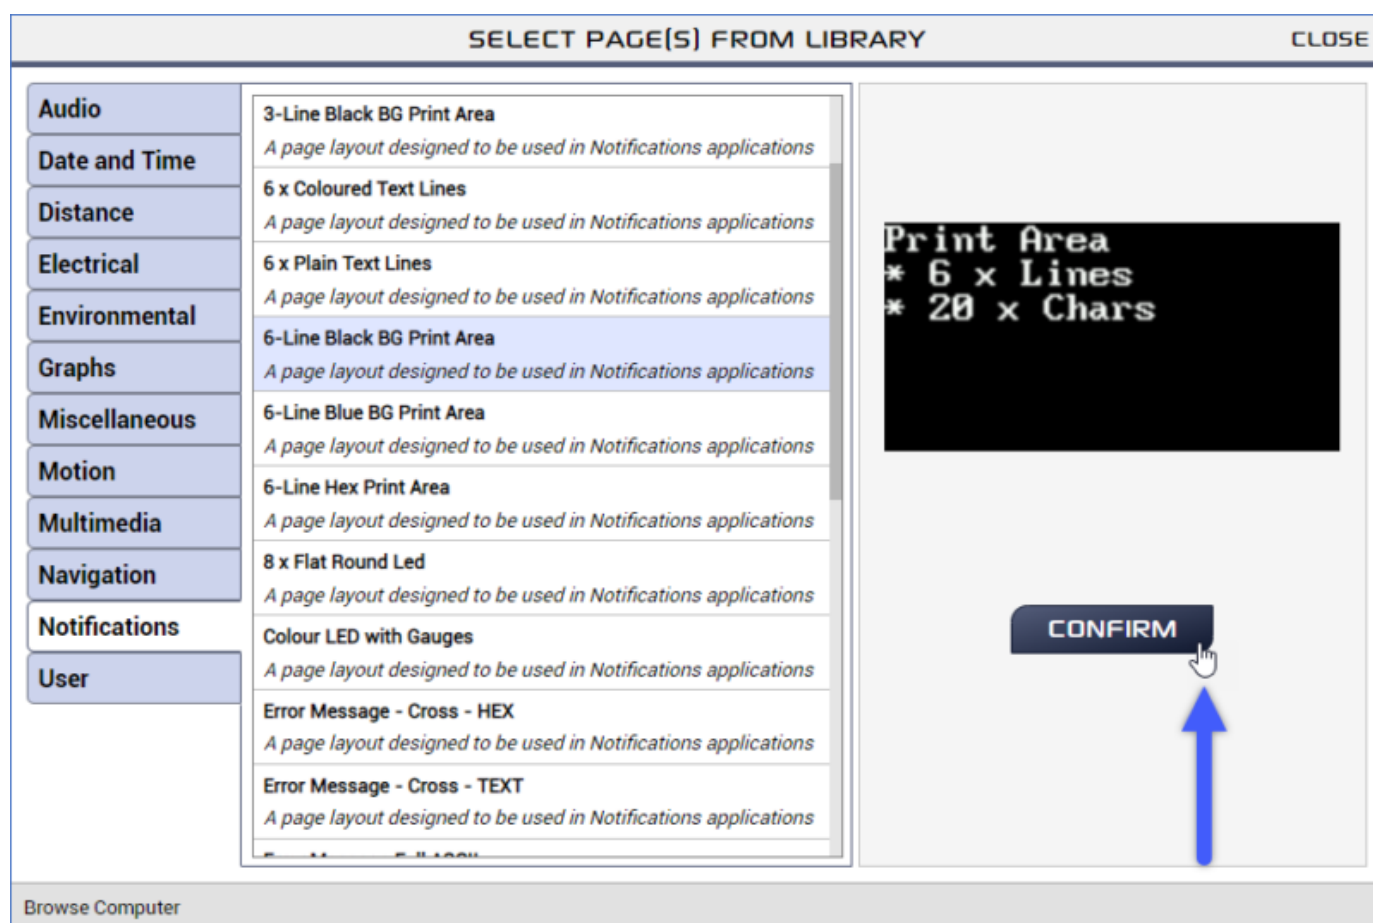 SELECT PAGE(S) FROM LIBRARY
CLOSE
Audio
Date and Time
Distance
Electrical
Environmental
Graphs
Miscellaneous
Motion
Multimedia
Navigation
Notifications
User
3-Line Black BG Print Area
A page layout designed to be used in Notifications applications
6 x Coloured Text Lines
A page layout designed to be used in Notifications applications
6 x Plain Text Lines
A page layout designed to be used in Notifications applications
6-Line Black BG Print Area
A page layout designed to be used in Notifications applications
6-Line Blue BG Print Area
A page layout designed to be used in Notifications applications
6-Line Hex Print Area
A page layout designed to be used in Notifications applications
8 x Flat Round Led
A page layout designed to be used in Notifications applications
Colour LED with Gauges
A page layout designed to be used in Notifications applications
Error Message - Cross - HEX
A page layout designed to be used in Notifications applications
Error Message - Cross - TEXT
A page layout designed to be used in Notifications applications
Print Area
* 6 x Lines
* 20 x Chars
CONFIRM
Browse Computer